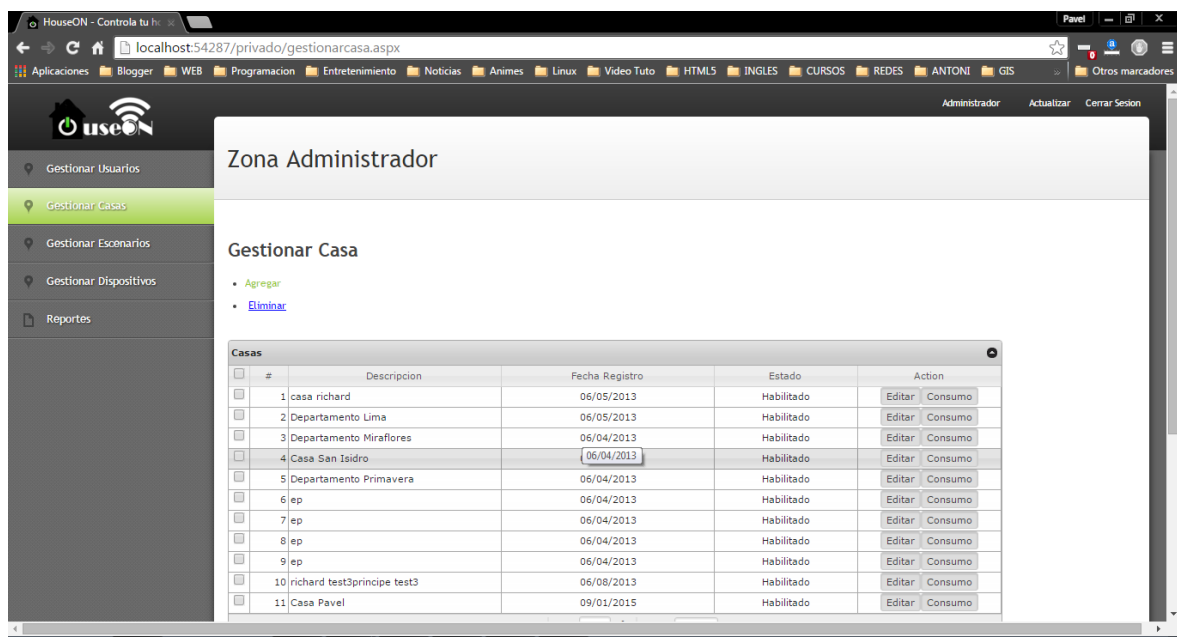 HouseON - Controla tu ho
Pavel
localhost:54287/privado/gestionarcasa.aspx
Aplicaciones Blogger WEB Programacion Entretenimiento Noticias Animes Linux Video Tuto HTML5 INGLES CURSOS REDES ANTONI GIS » Otros marcadores
useON
Administrador Actualizar Cerrar Sesion
Zona Administrador
Gestionar Usuarios
Gestionar Casas
Gestionar Escenarios
Gestionar Dispositivos
Reportes
Gestionar Casa
• Agregar
• Eliminar
Casas
# Descripcion Fecha Registro Estado Action
1 casa richard 06/05/2013 Habilitado Editar Consumo
2 Departamento Lima 06/05/2013 Habilitado Editar Consumo
3 Departamento Miraflores 06/04/2013 Habilitado Editar Consumo
4 Casa San Isidro 06/04/2013 Habilitado Editar Consumo
5 Departamento Primavera 06/04/2013 Habilitado Editar Consumo
6 ep 06/04/2013 Habilitado Editar Consumo
7 ep 06/04/2013 Habilitado Editar Consumo
8 ep 06/04/2013 Habilitado Editar Consumo
9 ep 06/04/2013 Habilitado Editar Consumo
10 richard test3principe test3 06/08/2013 Habilitado Editar Consumo
11 Casa Pavel 09/01/2015 Habilitado Editar Consumo